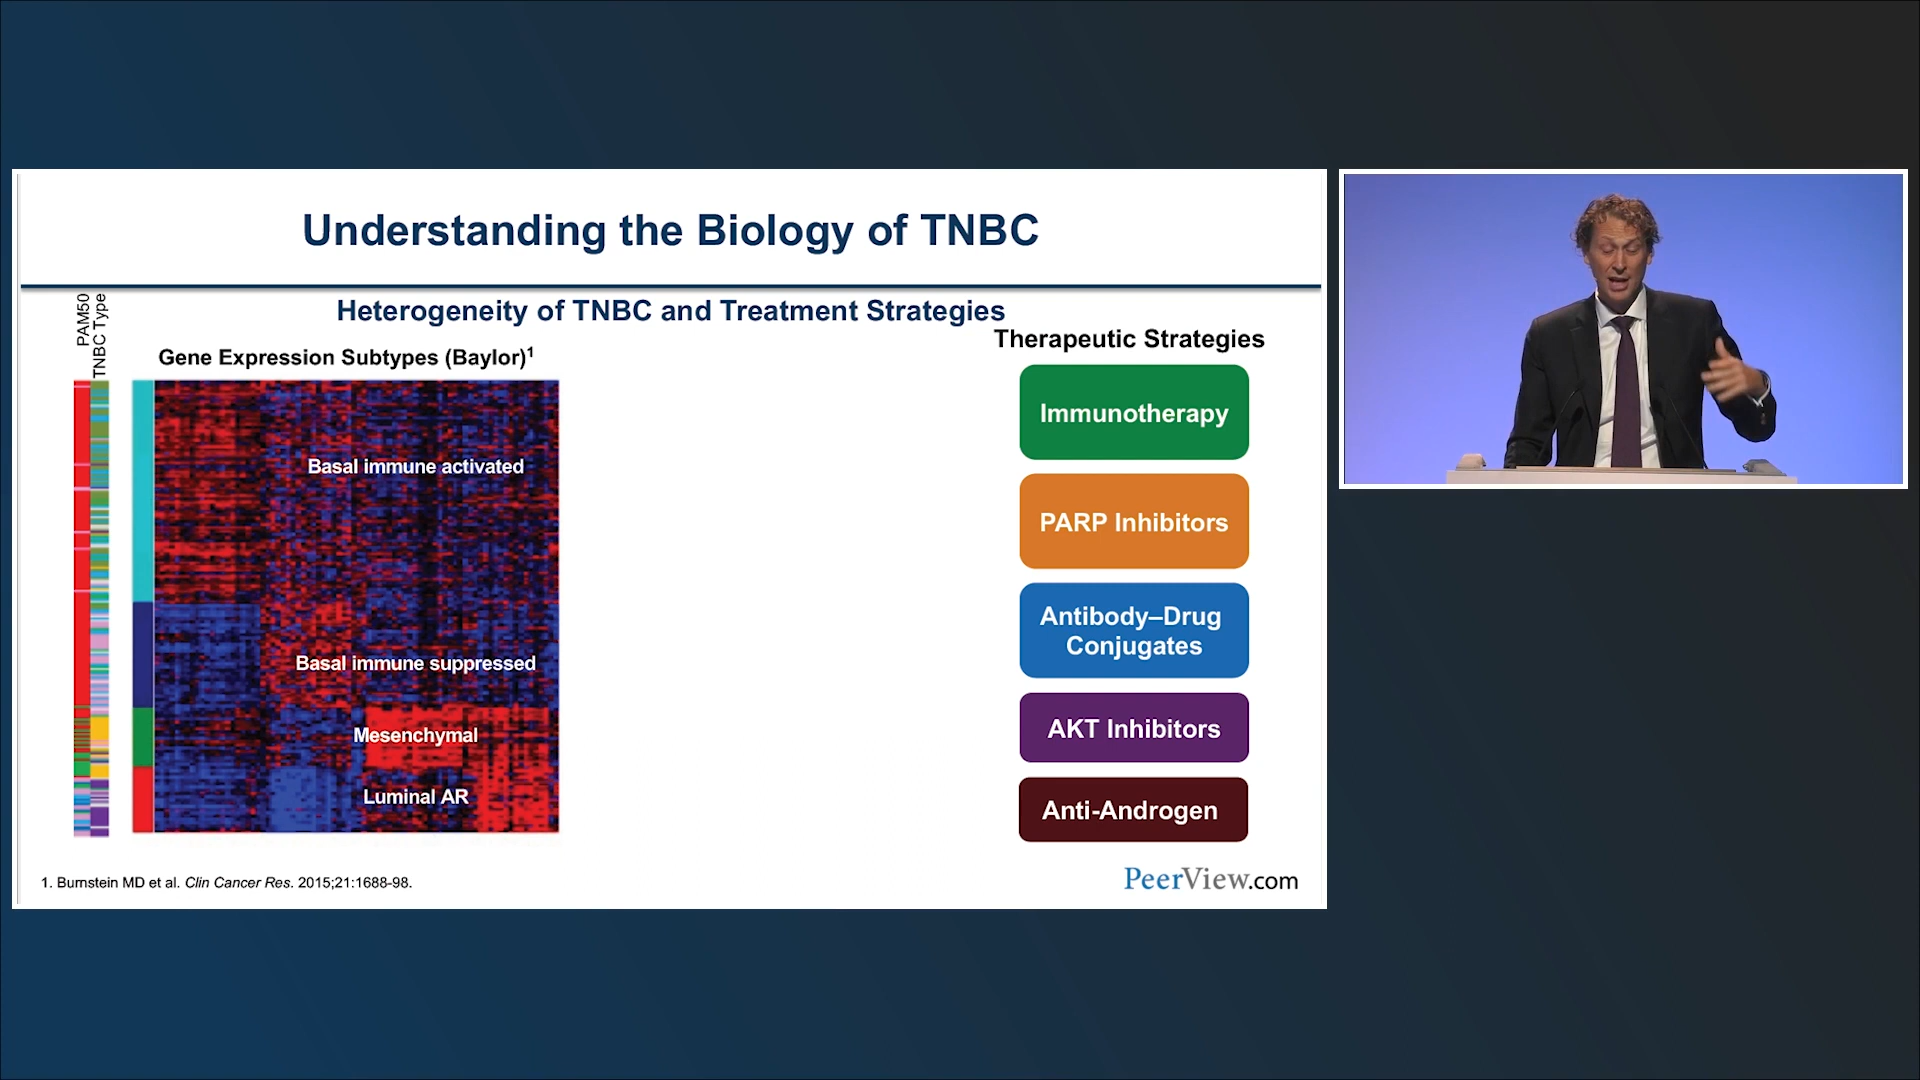 Understanding the Biology of TNBC
Heterogeneity of TNBC and Treatment Strategies
PAM50
TNBC Type
Gene Expression Subtypes (Baylor)1
Basal immune activated
Basal immune suppressed
Mesenchymal
Luminal AR
Therapeutic Strategies
Immunotherapy
PARP Inhibitors
Antibody–Drug
Conjugates
AKT Inhibitors
Anti-Androgen
1. Burnstein MD et al. Clin Cancer Res. 2015;21:1688-98.
PeerView.com